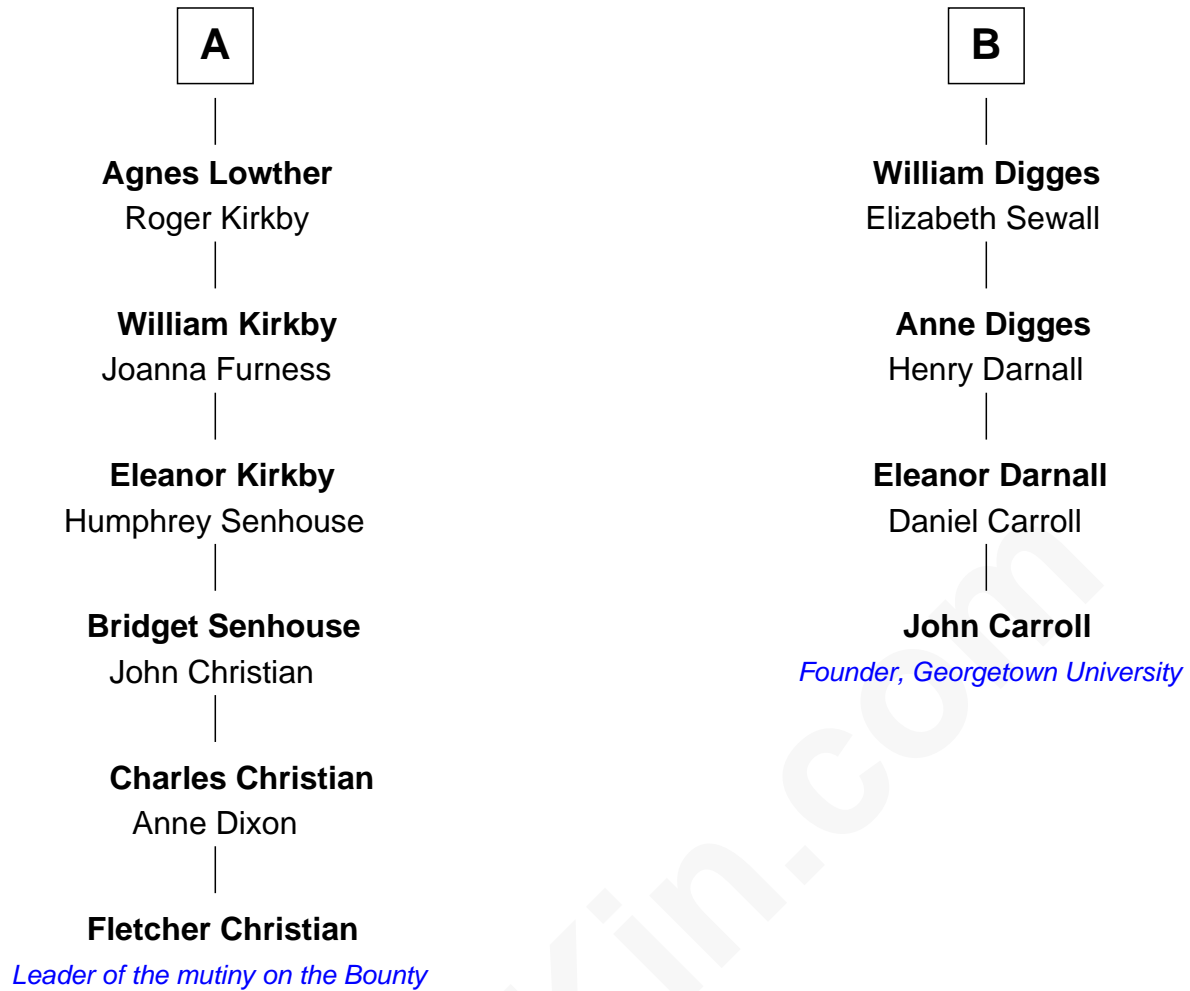 A
Agnes Lowther
Roger Kirkby
William Kirkby
Joanna Furness
Eleanor Kirkby
Humphrey Senhouse
Bridget Senhouse
John Christian
Charles Christian
Anne Dixon
Fletcher Christian
Leader of the mutiny on the Bounty
B
William Digges
Elizabeth Sewall
Anne Digges
Henry Darnall
Eleanor Darnall
Daniel Carroll
John Carroll
Founder, Georgetown University
kin.com